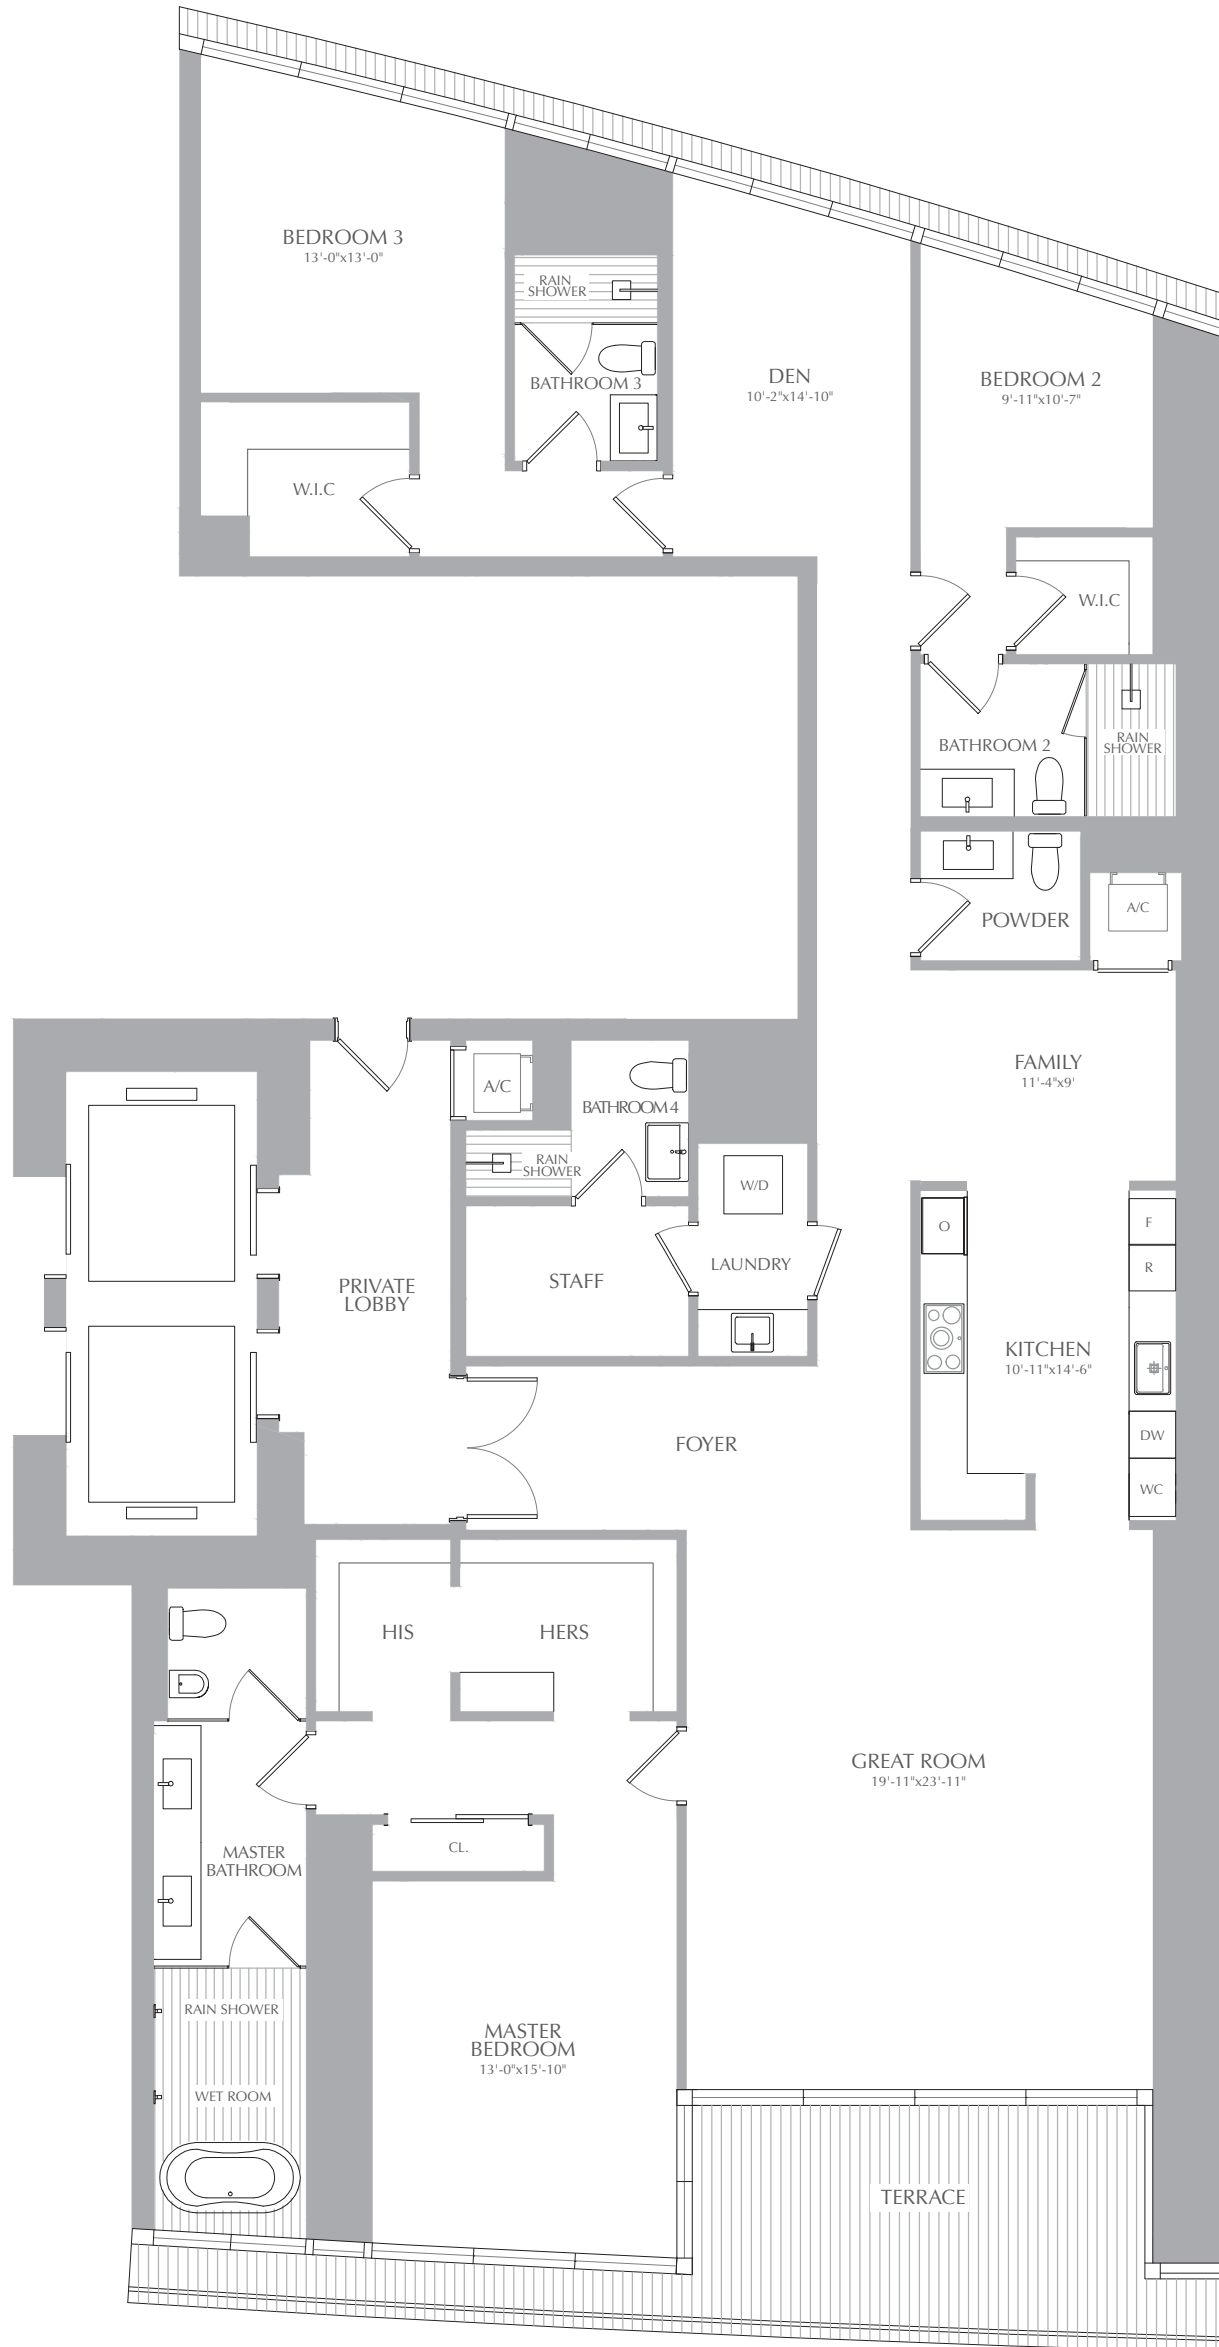 BEDROOM 3
13'-0"x13'-0"
RAIN
SHOWER
BATHROOM 3
DEN
10'-2"x14'-10"
BEDROOM 2
9'-11"x10'-7"
W.I.C
W.I.C
BATHROOM 2
RAIN
SHOWER
POWDER
A/C
FAMILY
11'-4"x9'
A/C
BATHROOM 4
RAIN
SHOWER
W/D
LAUNDRY
STAFF
PRIVATE
LOBBY
O
F
R
KITCHEN
10'-11"x14'-6"
DW
WC
FOYER
HIS
HERS
GREAT ROOM
19'-11"x23'-11"
CL.
MASTER
BATHROOM
RAIN SHOWER
WET ROOM
MASTER
BEDROOM
13'-0"x15'-10"
TERRACE